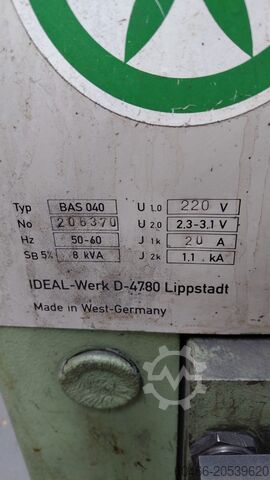 Typ BAS 040 U 1.0 220 V
No 206370 U 2.0 2.3-3.1 V
Hz 50-60 J 1k 20 A
SB 5% 8 kVA J 2k 1.1 kA
IDEAL-Werk D-4780 Lippstadt
Made in West-Germany